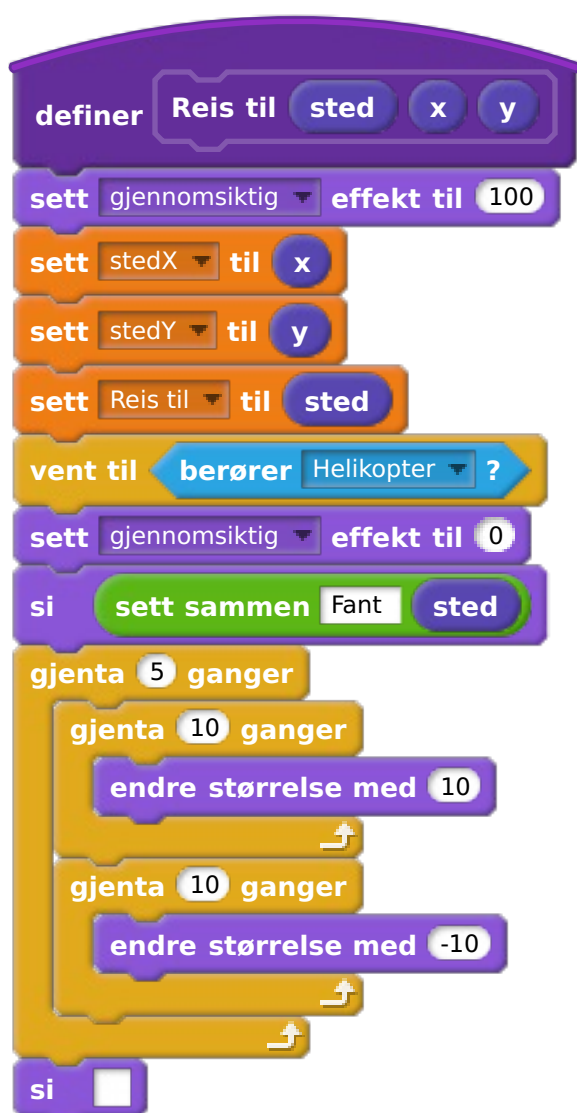 definer Reis til sted x y
sett gjennomsiktig effekt til 100
sett stedX til x
sett stedY til y
sett Reis til til sted
vent til berører Helikopter ?
sett gjennomsiktig effekt til 0
si sett sammen Fant sted
gjenta 5 ganger
gjenta 10 ganger
endre størrelse med 10
gjenta 10 ganger
endre størrelse med -10
si